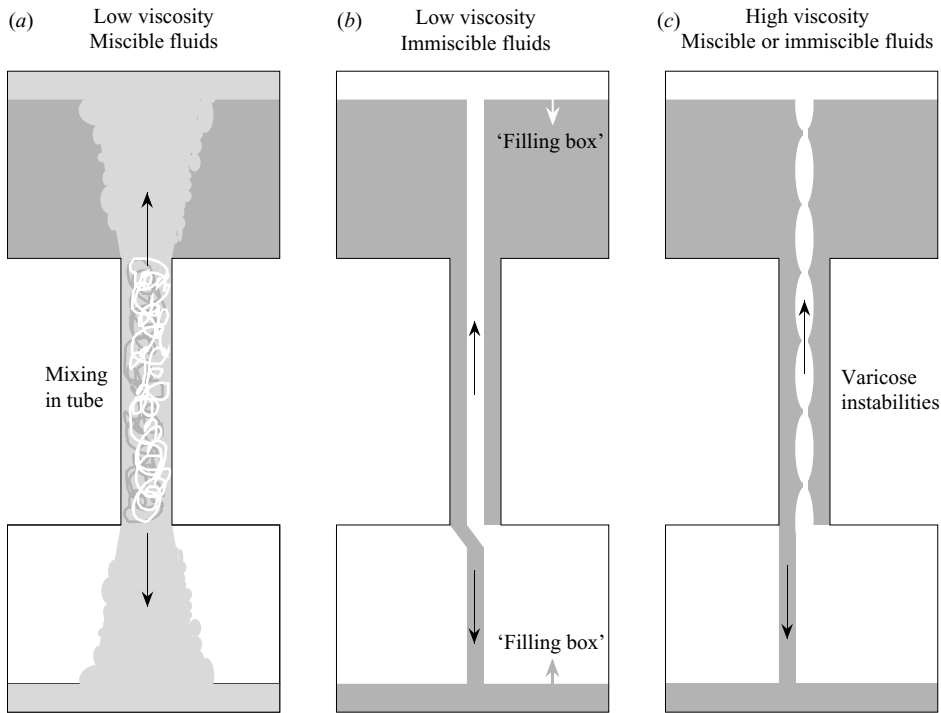 (a)
Low viscosity
Miscible fluids
(b)
Low viscosity
Immiscible fluids
(c)
High viscosity
Miscible or immiscible fluids
‘Filling box’
Mixing
in tube
Varicose
instabilities
‘Filling box’